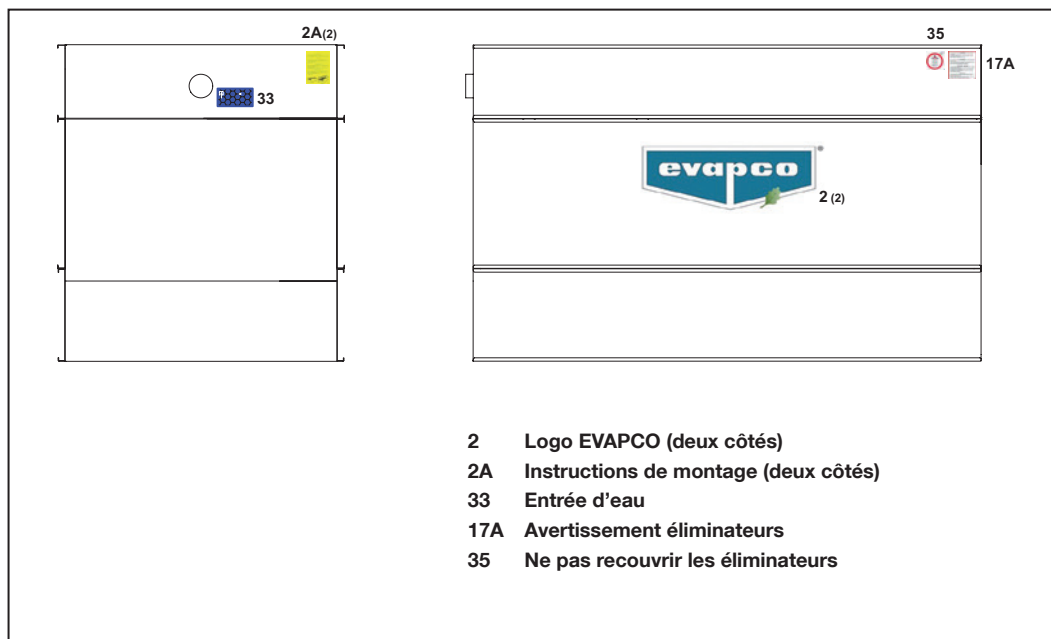 2A(2)
33
35
17A
evapco®
2 (2)
2 Logo EVAPCO (deux côtés)
2A Instructions de montage (deux côtés)
33 Entrée d’eau
17A Avertissement éliminateurs
35 Ne pas recouvrir les éliminateurs